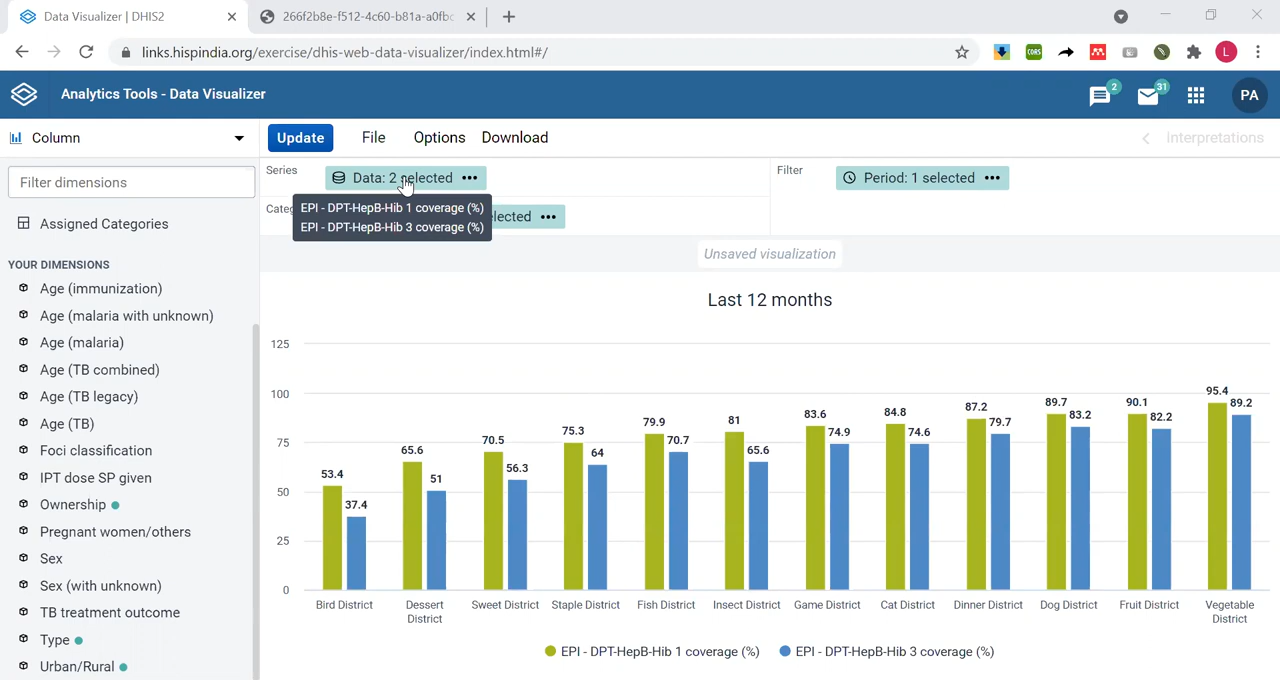 Data Visualizer | DHIS2
266f2b8e-f512-4c60-b81a-a0fbc
links.hispindia.org/exercise/dhis-web-data-visualizer/index.html#/
CORS
L
Analytics Tools - Data Visualizer
2
31
PA
Column
Update
File
Options
Download
Interpretations
Filter dimensions
Series
Data: 2 selected
Filter
Period: 1 selected
Categ
elected
EPI - DPT-HepB-Hib 1 coverage (%)
EPI - DPT-HepB-Hib 3 coverage (%)
Assigned Categories
YOUR DIMENSIONS
Age (immunization)
Age (malaria with unknown)
Age (malaria)
Age (TB combined)
Age (TB legacy)
Age (TB)
Foci classification
IPT dose SP given
Ownership
Pregnant women/others
Sex
Sex (with unknown)
TB treatment outcome
Type
Urban/Rural
Unsaved visualization
Last 12 months
125
100
75
50
25
0
53.4
37.4
65.6
51
70.5
56.3
75.3
64
79.9
70.7
81
65.6
83.6
74.9
84.8
74.6
87.2
79.7
89.7
83.2
90.1
82.2
95.4
89.2
Bird District
Dessert
District
Sweet District
Staple District
Fish District
Insect District
Game District
Cat District
Dinner District
Dog District
Fruit District
Vegetable
District
EPI - DPT-HepB-Hib 1 coverage (%)
EPI - DPT-HepB-Hib 3 coverage (%)